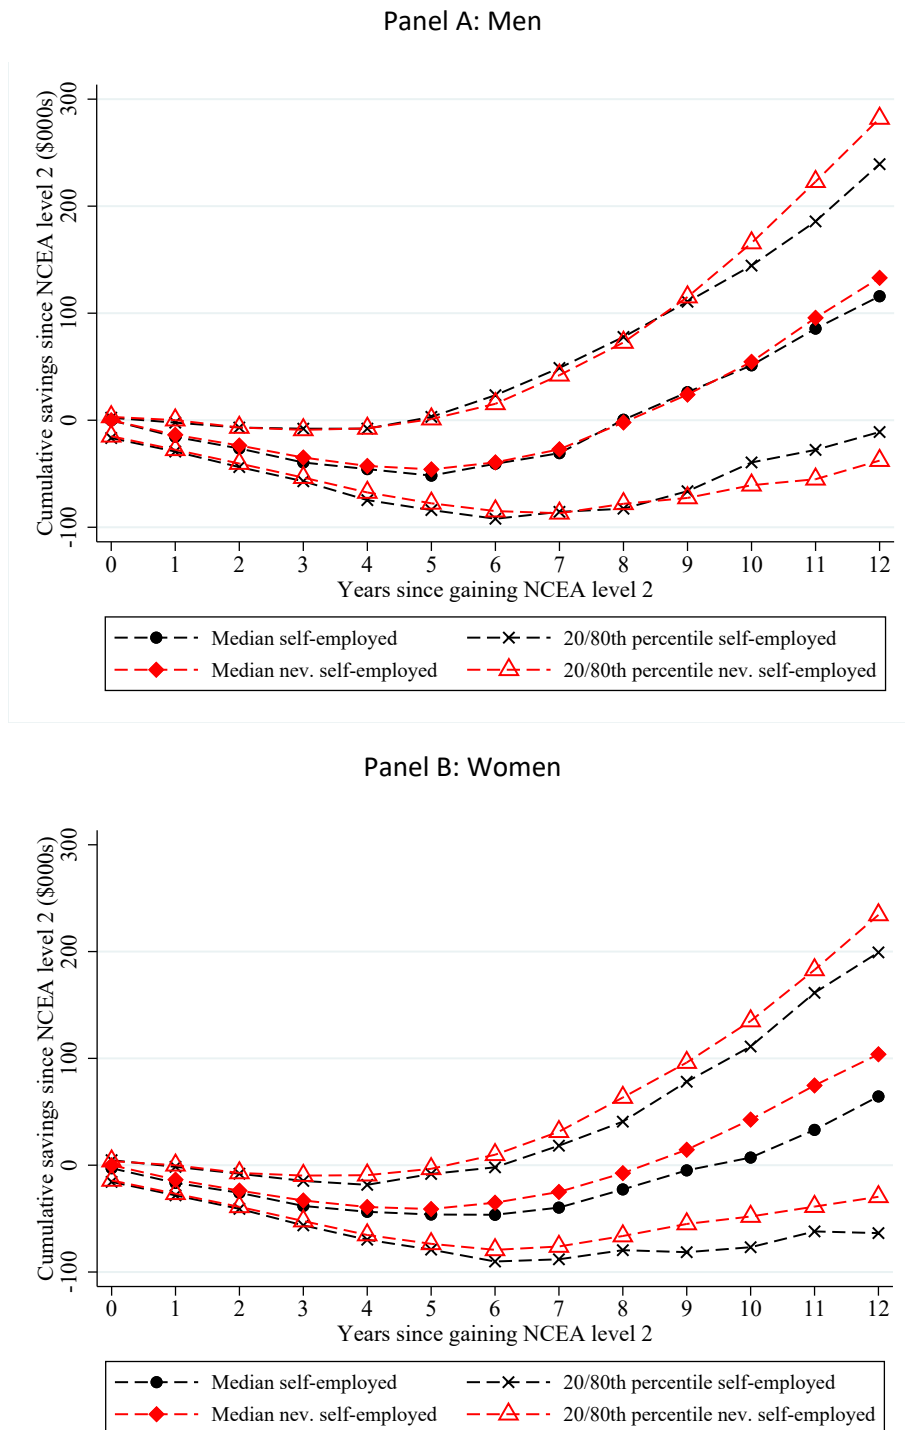 Panel A: Men
Cumulative savings since NCEA level 2 ($000s)
300
200
100
0
-100
0 1 2 3 4 5 6 7 8 9 10 11 12
Years since gaining NCEA level 2
Median self-employed 20/80th percentile self-employed
Median nev. self-employed 20/80th percentile nev. self-employed
Panel B: Women
Cumulative savings since NCEA level 2 ($000s)
300
200
100
0
-100
0 1 2 3 4 5 6 7 8 9 10 11 12
Years since gaining NCEA level 2
Median self-employed 20/80th percentile self-employed
Median nev. self-employed 20/80th percentile nev. self-employed